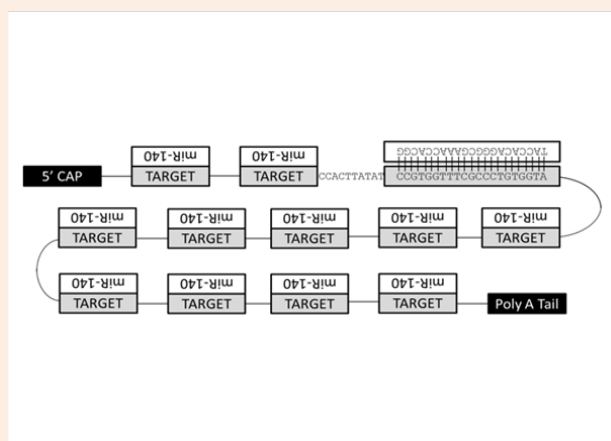 miR-140 miR-140 TACCACAGGGCGAAACCACGG
5' CAP TARGET TARGET CCACTTATAT CCGTGGTTTCGCCCTGTGGTA
miR-140 miR-140 miR-140 miR-140 miR-140
TARGET TARGET TARGET TARGET TARGET
miR-140 miR-140 miR-140 miR-140
TARGET TARGET TARGET TARGET Poly A Tail